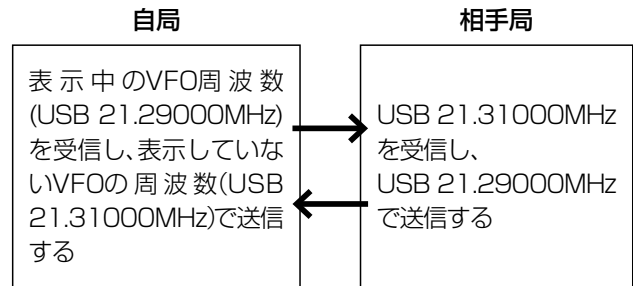 自局
相手局
表示中のVFO周波数
(USB 21.29000MHz)
を受信し、表示していな
いVFOの周波数(USB
21.31000MHz)で送信
する
USB 21.31000MHz
を受信し、
USB 21.29000MHz
で送信する